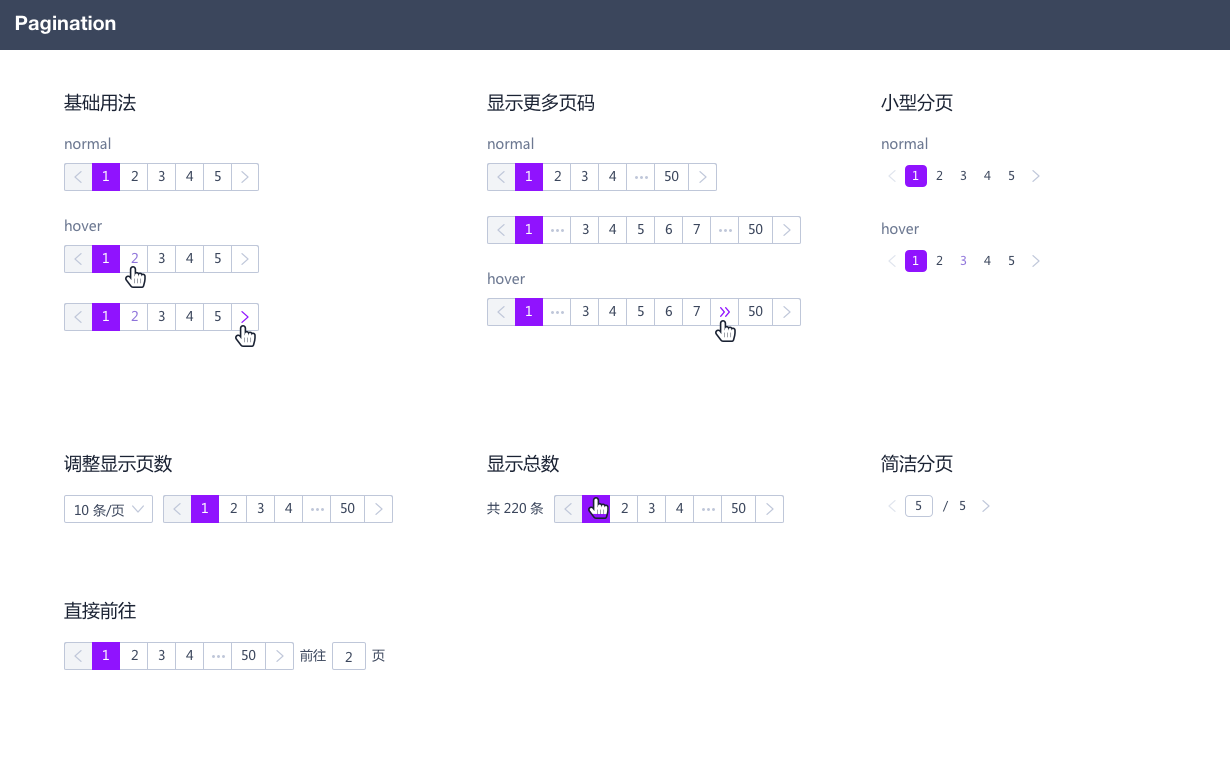 Pagination
基础用法
normal
1 2 3 4 5
hover
1 2 3 4 5
1 2 3 4 5
显示更多页码
normal
1 2 3 4 ··· 50
1 ··· 3 4 5 6 7 ··· 50
hover
1 ··· 3 4 5 6 7 50
小型分页
normal
1 2 3 4 5
hover
1 2 3 4 5
调整显示页数
10 条/页 1 2 3 4 ··· 50
显示总数
共 220 条 2 3 4 ··· 50
简洁分页
5 / 5
直接前往
1 2 3 4 ··· 50 前往 2 页